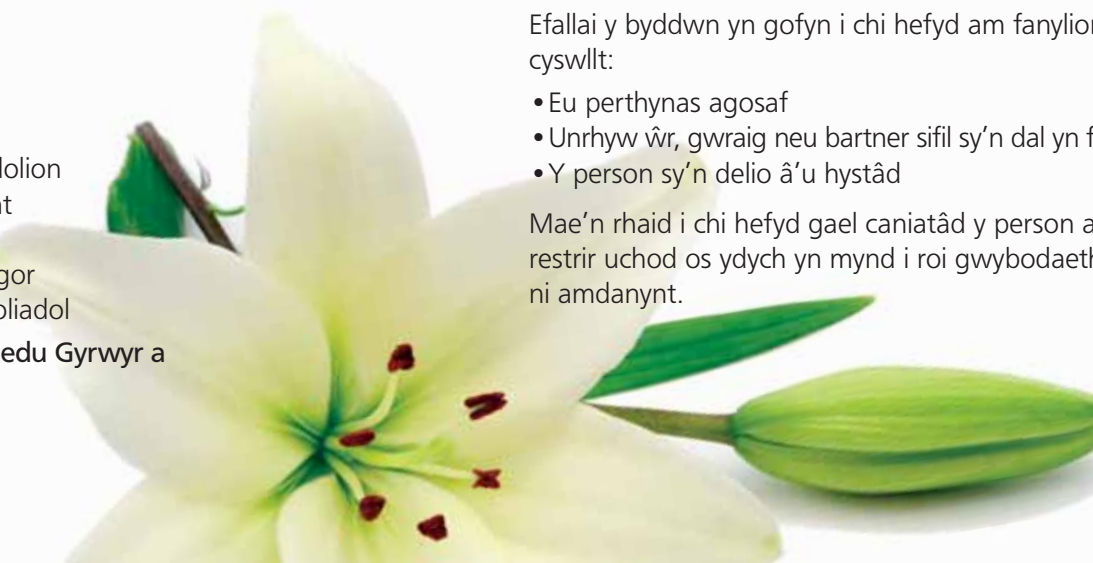 dolion
nt
gor
oliadol
edu Gyrwyr a
Efallai y byddwn yn gofyn i chi hefyd am fanylion
cyswllt:
• Eu perthynas agosaf
• Unrhyw ŵr, gwraig neu bartner sifil sy’n dal yn f
• Y person sy’n delio â’u hystâd
Mae’n rhaid i chi hefyd gael caniatâd y person a
restrir uchod os ydych yn mynd i roi gwybodaeth
ni amdanynt.